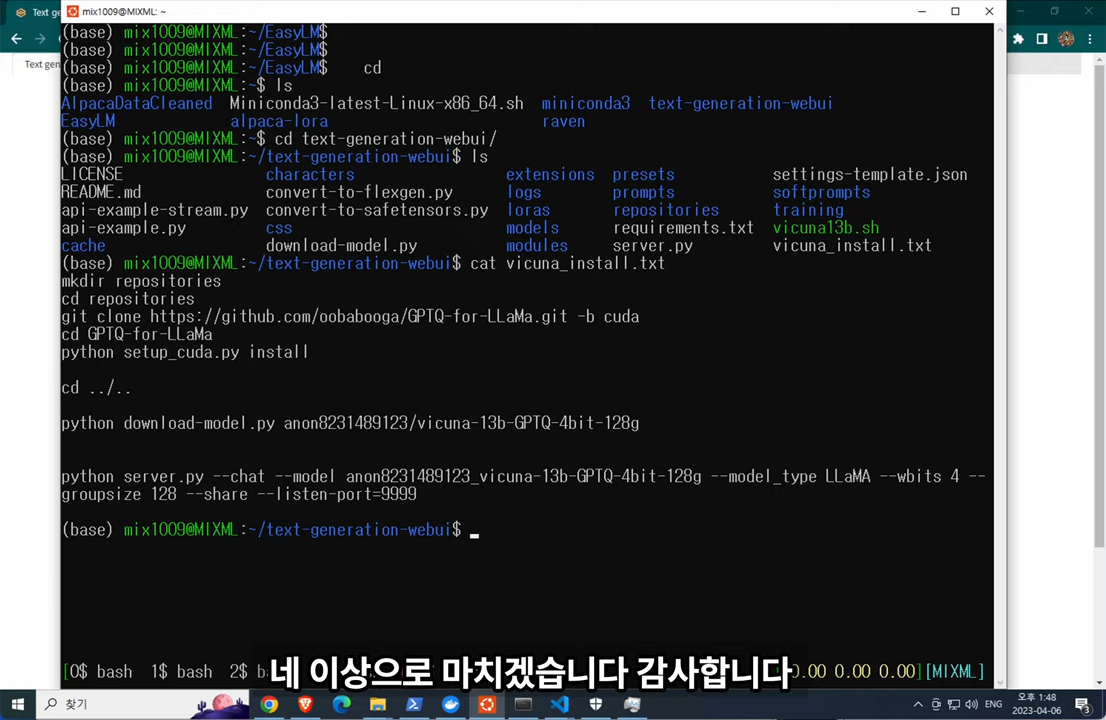 Text ge
mix1009@MIXML: ~
Text gen
(base) mix1009@MIXML:~/EasyLM$
(base) mix1009@MIXML:~/EasyLM$
(base) mix1009@MIXML:~/EasyLM$    cd
(base) mix1009@MIXML:~$ ls
AlpacaDataCleaned  Miniconda3-latest-Linux-x86_64.sh  miniconda3  text-generation-webui
EasyLM             alpaca-lora                        raven
(base) mix1009@MIXML:~$ cd text-generation-webui/
(base) mix1009@MIXML:~/text-generation-webui$ ls
LICENSE                characters                 extensions  presets           settings-template.json
README.md              convert-to-flexgen.py      logs        prompts           softprompts
api-example-stream.py  convert-to-safetensors.py  loras       repositories      training
api-example.py         css                        models      requirements.txt  vicuna13b.sh
cache                  download-model.py          modules     server.py         vicuna_install.txt
(base) mix1009@MIXML:~/text-generation-webui$ cat vicuna_install.txt
mkdir repositories
cd repositories
git clone https://github.com/oobabooga/GPTQ-for-LLaMa.git -b cuda
cd GPTQ-for-LLaMa
python setup_cuda.py install
cd ../..
python download-model.py anon8231489123/vicuna-13b-GPTQ-4bit-128g
python server.py --chat --model anon8231489123_vicuna-13b-GPTQ-4bit-128g --model_type LLaMA --wbits 4 --
groupsize 128 --share --listen-port=9999
(base) mix1009@MIXML:~/text-generation-webui$
[0$ bash  1$ bash  2$ b 0.00 0.00 0.00][MIXML]
네 이상으로 마치겠습니다 감사합니다
찾기
ENG
오후 1:48
2023-04-06
3